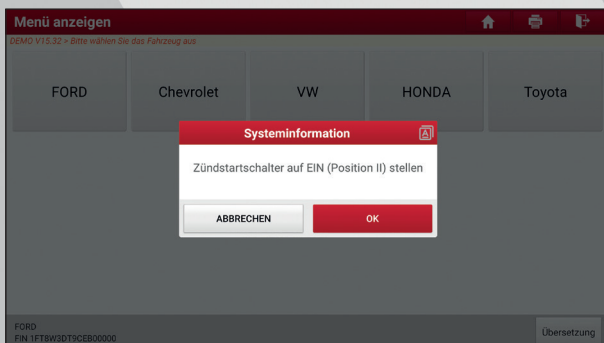 Menü anzeigen
DEMO V15.32 > Bitte wählen Sie das Fahrzeug aus
FORD
Chevrolet
VW
HONDA
Toyota
Systeminformation
A
Zündstartschalter auf EIN (Position II) stellen
ABBRECHEN
OK
FORD
FIN 1FT8W3DT9CEB00000
Übersetzung